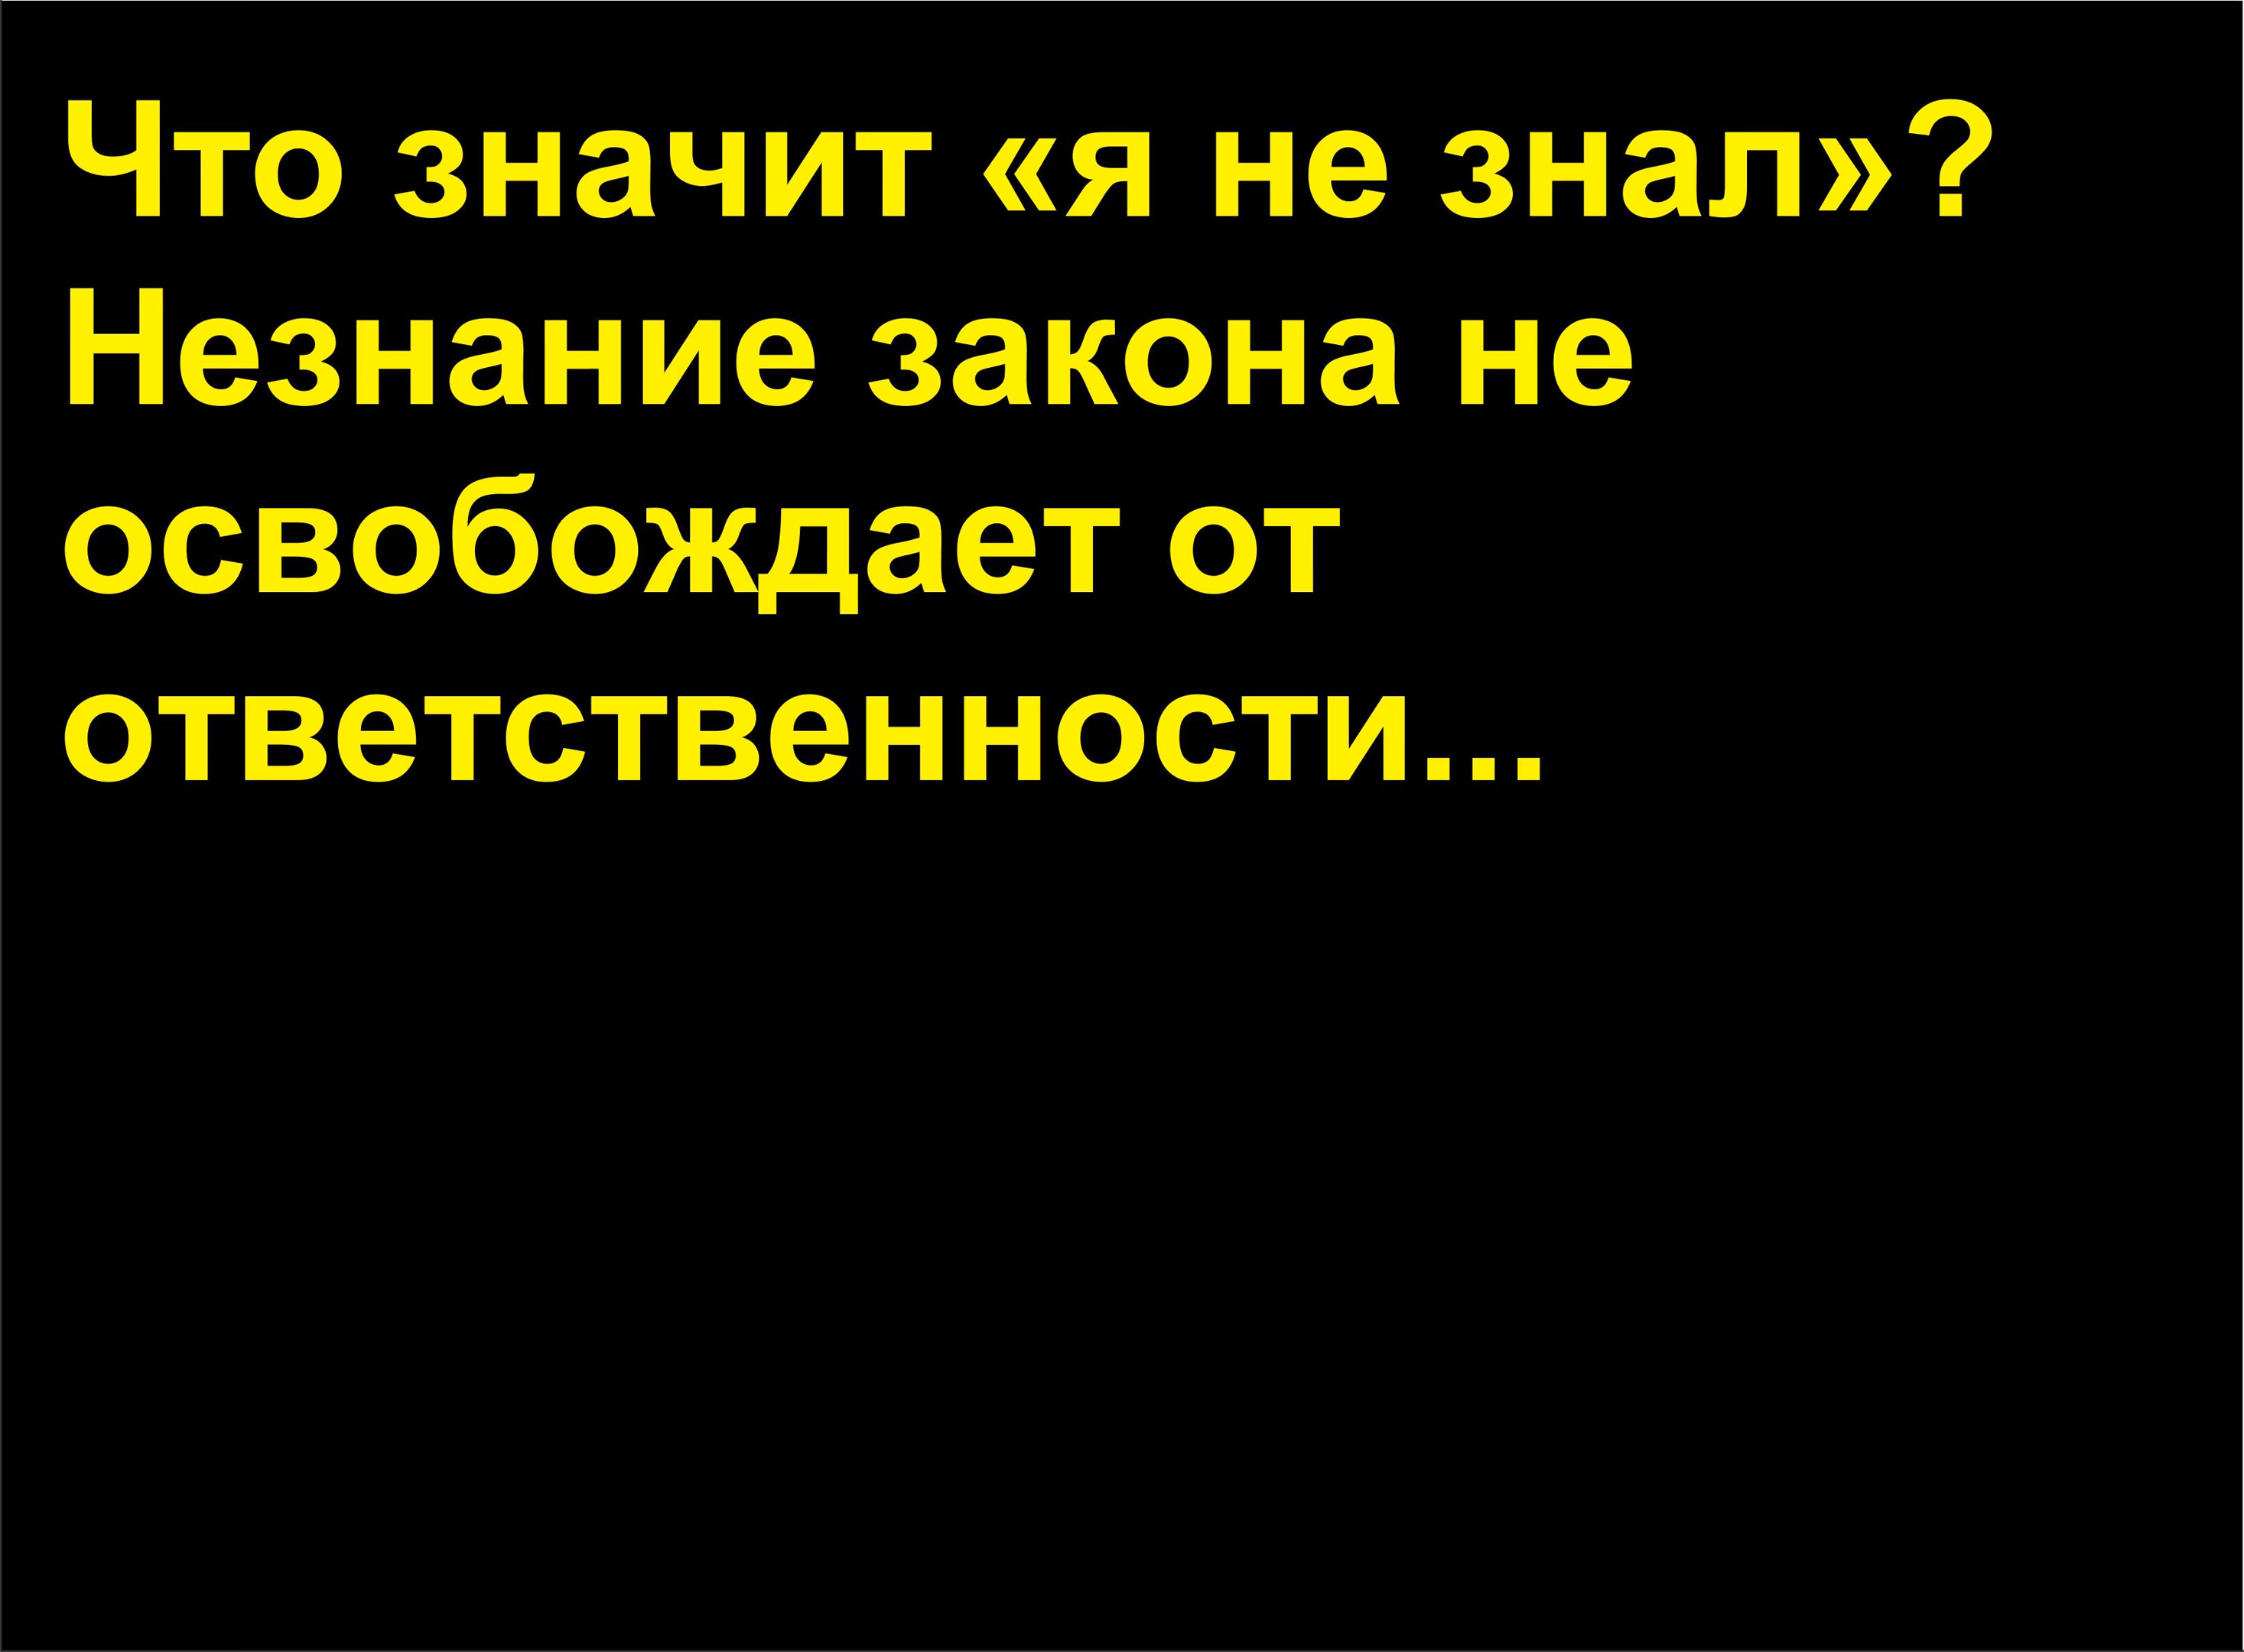 Что значит «я не знал»?
Незнание закона не
освобождает от
ответственности...